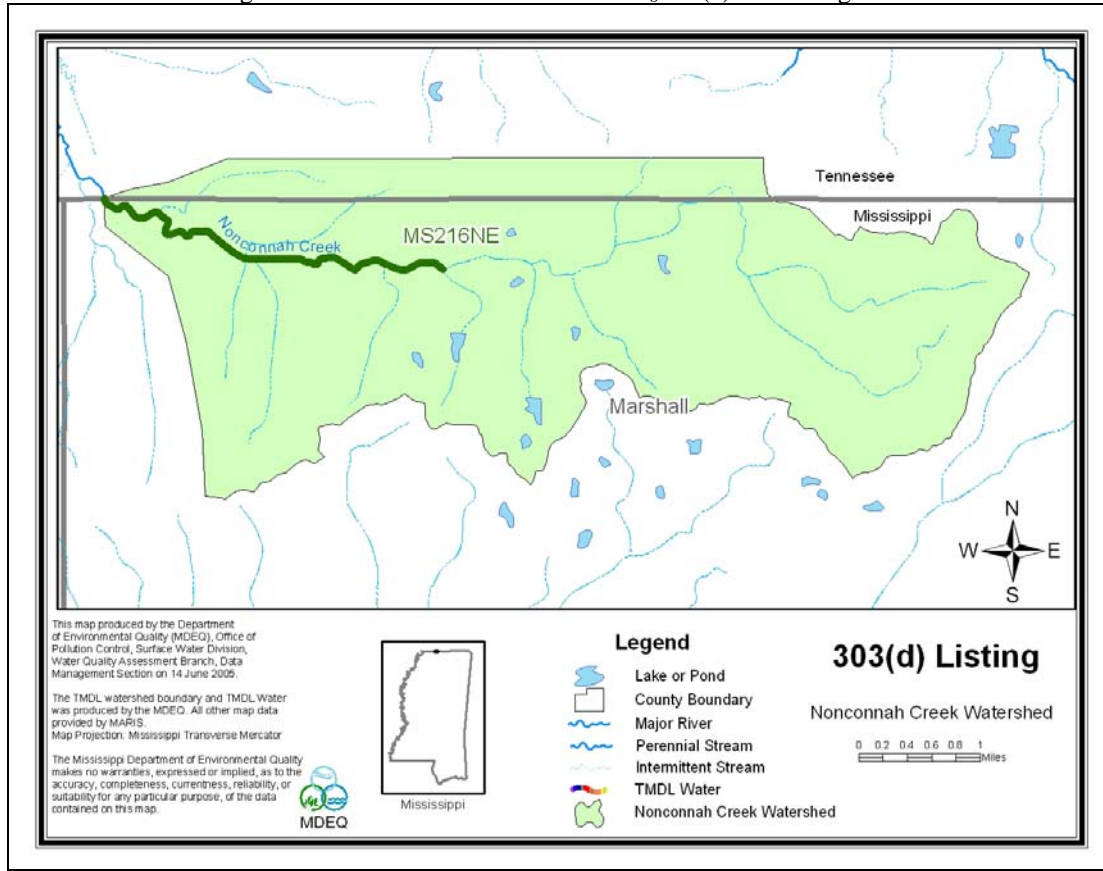 Tennessee
Mississippi
Nonconnah Creek
MS216NE
Marshall
N
W E
S
This map produced by the Department
of Environmental Quality (MDEQ), Office of
Pollution Control, Surface Water Division,
Water Quality Assessment Branch, Data
Management Section on 14 June 2005.
The TMDL watershed boundary and TMDL Water
was produced by the MDEQ. All other map data
provided by MARIS.
Map Projection: Mississippi Transverse Mercator
The Mississippi Department of Environmental Quality
makes no warranties, expressed or implied, as to the
accuracy, completeness, currentness, reliability, or
suitability for any particular purpose, of the data
contained on this map.
MDEQ
Mississippi
Legend
Lake or Pond
County Boundary
Major River
Perennial Stream
Intermittent Stream
TMDL Water
Nonconnah Creek Watershed
303(d) Listing
Nonconnah Creek Watershed
0 0.2 0.4 0.6 0.8 1
Miles